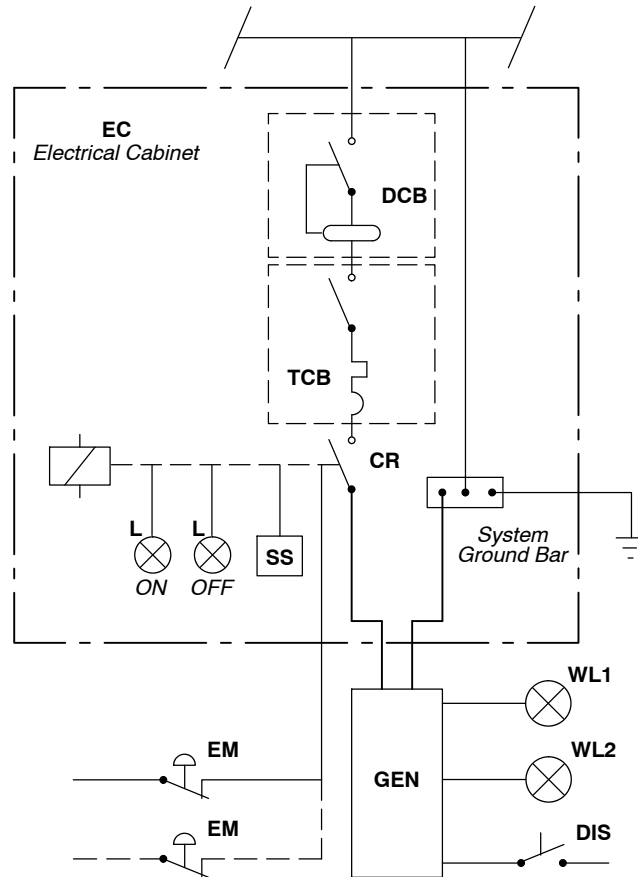 EC
Electrical Cabinet
DCB
TCB
CR
L
L
ON
OFF
SS
System
Ground Bar
WL1
EM
GEN
WL2
EM
DIS